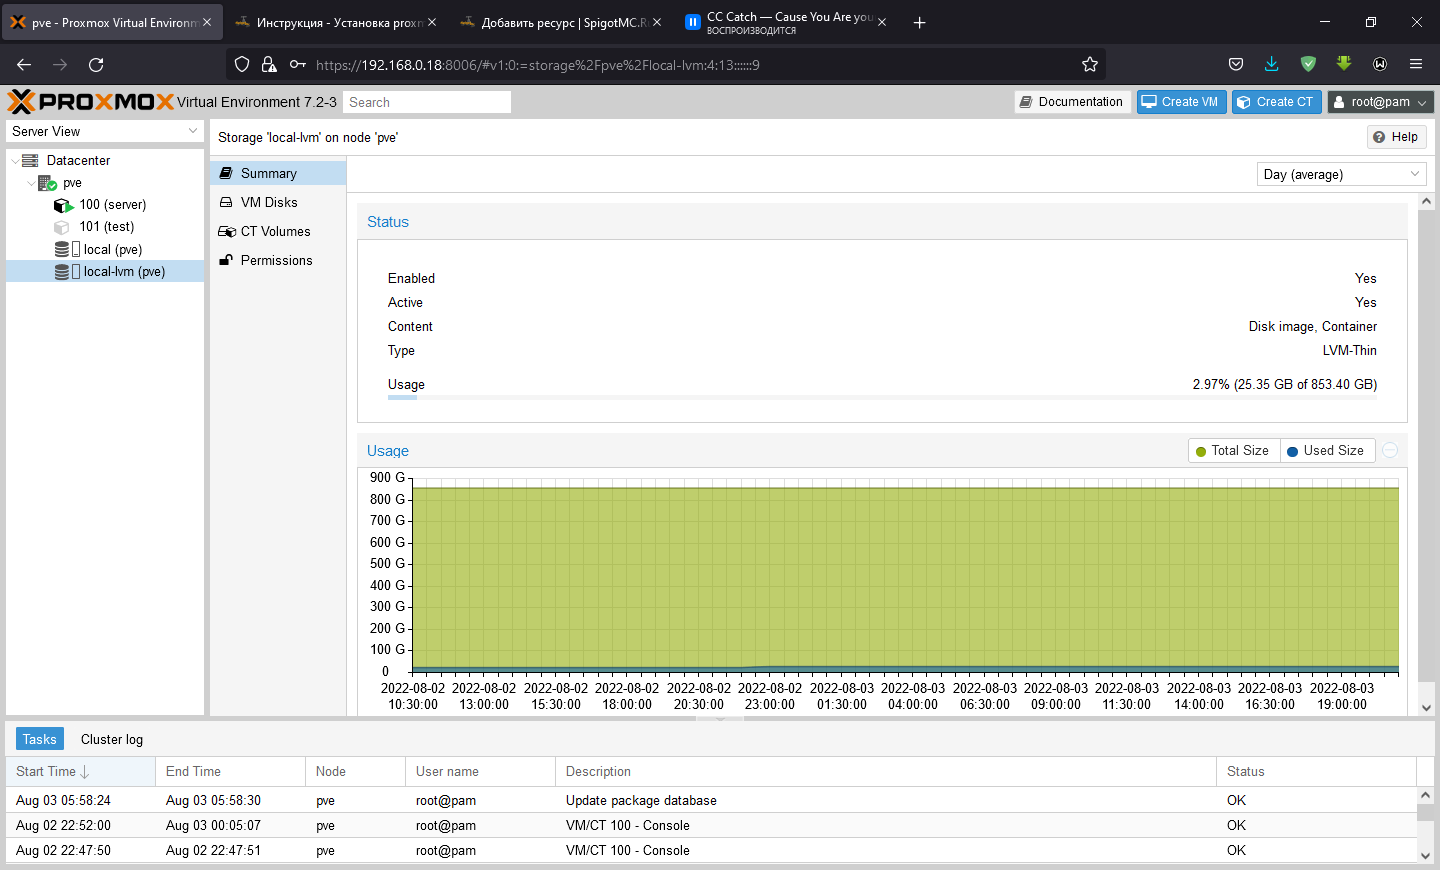 pve - Proxmox Virtual Environm
Инструкция - Установка prox
Добавить ресурс | SpigotMC.R
CC Catch — Cause You Are you
ВОСПРОИЗВОДИТСЯ
https://192.168.0.18:8006/#v1:0:=storage%2Fpve%2Flocal-lvm:4:13::::::9
PROXMOX Virtual Environment 7.2-3
Search
Documentation
Create VM
Create CT
root@pam
Server View
Datacenter
pve
100 (server)
101 (test)
local (pve)
local-lvm (pve)
Storage 'local-lvm' on node 'pve'
Help
Summary
VM Disks
CT Volumes
Permissions
Day (average)
Status
Enabled Yes
Active Yes
Content Disk image, Container
Type LVM-Thin
Usage 2.97% (25.35 GB of 853.40 GB)
Usage
Total Size
Used Size
900 G
800 G
700 G
600 G
500 G
400 G
300 G
200 G
100 G
0
2022-08-02 2022-08-02 2022-08-02 2022-08-02 2022-08-02 2022-08-02 2022-08-03 2022-08-03 2022-08-03 2022-08-03 2022-08-03 2022-08-03 2022-08-03 2022-08-03
10:30:00 13:00:00 15:30:00 18:00:00 20:30:00 23:00:00 01:30:00 04:00:00 06:30:00 09:00:00 11:30:00 14:00:00 16:30:00 19:00:00
Tasks
Cluster log
Start Time End Time Node User name Description Status
Aug 03 05:58:24 Aug 03 05:58:30 pve root@pam Update package database OK
Aug 02 22:52:00 Aug 03 00:05:07 pve root@pam VM/CT 100 - Console OK
Aug 02 22:47:50 Aug 02 22:47:51 pve root@pam VM/CT 100 - Console OK